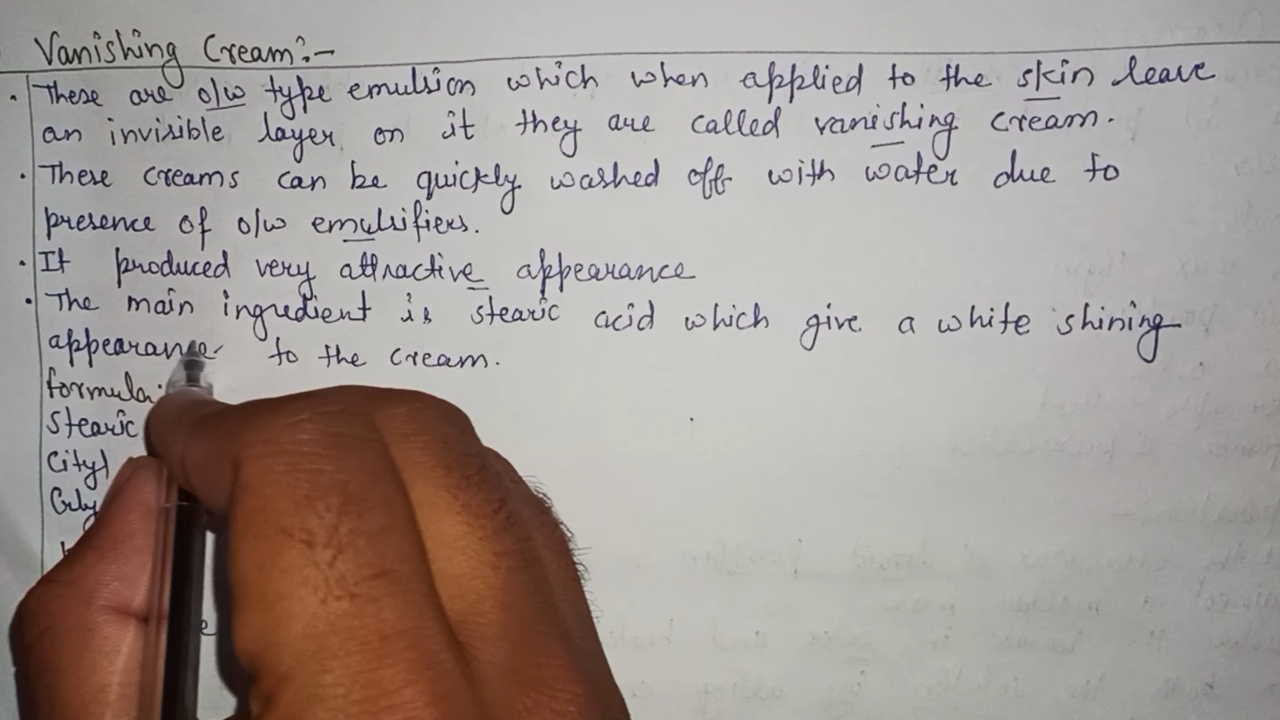 Vanishing Cream:-
• These are o/w type emulsion which when applied to the skin leave
an invisible layer on it they are called vanishing cream.
• These creams can be quickly washed off with water due to
presence of o/w emulsifiers.
• It produced very attractive appearance
• The main ingredient is stearic acid which give a white shining
appearance to the cream.
formula:
Stearic